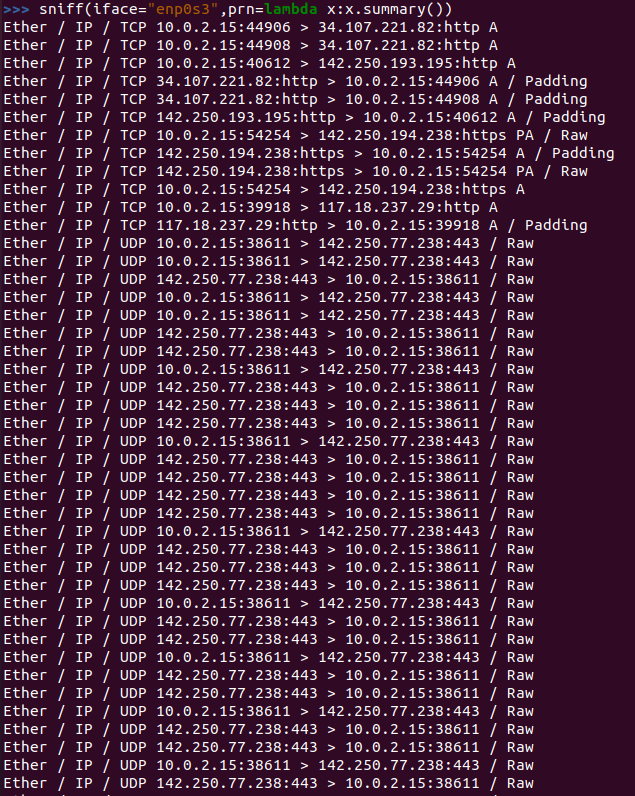 >>> sniff(iface="enp0s3",prn=lambda x:x.summary())
Ether / IP / TCP 10.0.2.15:44906 > 34.107.221.82:http A
Ether / IP / TCP 10.0.2.15:44908 > 34.107.221.82:http A
Ether / IP / TCP 10.0.2.15:40612 > 142.250.193.195:http A
Ether / IP / TCP 34.107.221.82:http > 10.0.2.15:44906 A / Padding
Ether / IP / TCP 34.107.221.82:http > 10.0.2.15:44908 A / Padding
Ether / IP / TCP 142.250.193.195:http > 10.0.2.15:40612 A / Padding
Ether / IP / TCP 10.0.2.15:54254 > 142.250.194.238:https PA / Raw
Ether / IP / TCP 142.250.194.238:https > 10.0.2.15:54254 A / Padding
Ether / IP / TCP 142.250.194.238:https > 10.0.2.15:54254 PA / Raw
Ether / IP / TCP 10.0.2.15:54254 > 142.250.194.238:https A
Ether / IP / TCP 10.0.2.15:39918 > 117.18.237.29:http A
Ether / IP / TCP 117.18.237.29:http > 10.0.2.15:39918 A / Padding
Ether / IP / UDP 10.0.2.15:38611 > 142.250.77.238:443 / Raw
Ether / IP / UDP 10.0.2.15:38611 > 142.250.77.238:443 / Raw
Ether / IP / UDP 142.250.77.238:443 > 10.0.2.15:38611 / Raw
Ether / IP / UDP 10.0.2.15:38611 > 142.250.77.238:443 / Raw
Ether / IP / UDP 10.0.2.15:38611 > 142.250.77.238:443 / Raw
Ether / IP / UDP 142.250.77.238:443 > 10.0.2.15:38611 / Raw
Ether / IP / UDP 142.250.77.238:443 > 10.0.2.15:38611 / Raw
Ether / IP / UDP 10.0.2.15:38611 > 142.250.77.238:443 / Raw
Ether / IP / UDP 142.250.77.238:443 > 10.0.2.15:38611 / Raw
Ether / IP / UDP 142.250.77.238:443 > 10.0.2.15:38611 / Raw
Ether / IP / UDP 142.250.77.238:443 > 10.0.2.15:38611 / Raw
Ether / IP / UDP 10.0.2.15:38611 > 142.250.77.238:443 / Raw
Ether / IP / UDP 142.250.77.238:443 > 10.0.2.15:38611 / Raw
Ether / IP / UDP 142.250.77.238:443 > 10.0.2.15:38611 / Raw
Ether / IP / UDP 142.250.77.238:443 > 10.0.2.15:38611 / Raw
Ether / IP / UDP 142.250.77.238:443 > 10.0.2.15:38611 / Raw
Ether / IP / UDP 10.0.2.15:38611 > 142.250.77.238:443 / Raw
Ether / IP / UDP 142.250.77.238:443 > 10.0.2.15:38611 / Raw
Ether / IP / UDP 142.250.77.238:443 > 10.0.2.15:38611 / Raw
Ether / IP / UDP 142.250.77.238:443 > 10.0.2.15:38611 / Raw
Ether / IP / UDP 10.0.2.15:38611 > 142.250.77.238:443 / Raw
Ether / IP / UDP 142.250.77.238:443 > 10.0.2.15:38611 / Raw
Ether / IP / UDP 142.250.77.238:443 > 10.0.2.15:38611 / Raw
Ether / IP / UDP 10.0.2.15:38611 > 142.250.77.238:443 / Raw
Ether / IP / UDP 142.250.77.238:443 > 10.0.2.15:38611 / Raw
Ether / IP / UDP 142.250.77.238:443 > 10.0.2.15:38611 / Raw
Ether / IP / UDP 10.0.2.15:38611 > 142.250.77.238:443 / Raw
Ether / IP / UDP 142.250.77.238:443 > 10.0.2.15:38611 / Raw
Ether / IP / UDP 142.250.77.238:443 > 10.0.2.15:38611 / Raw
Ether / IP / UDP 142.250.77.238:443 > 10.0.2.15:38611 / Raw
Ether / IP / UDP 142.250.77.238:443 > 10.0.2.15:38611 / Raw